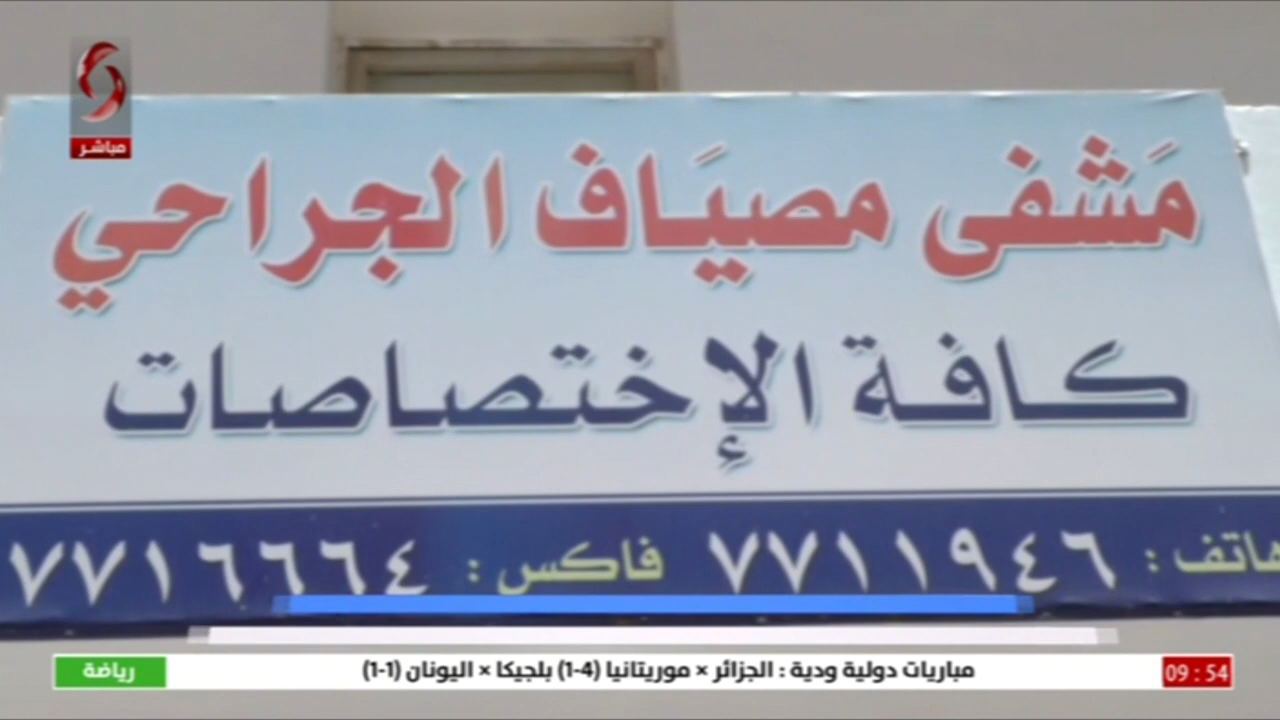 مباشر
مَشفى مصيَاف الجراحي
كافة الإختصاصات
هاتف : ٧٧١١٩٤٦ فاكس : ٧٧١٦٦٦٤
09 : 54 مباريات دولية ودية : الجزائر × موريتانيا (4-1) بلجيكا × اليونان (1-1) رياضة